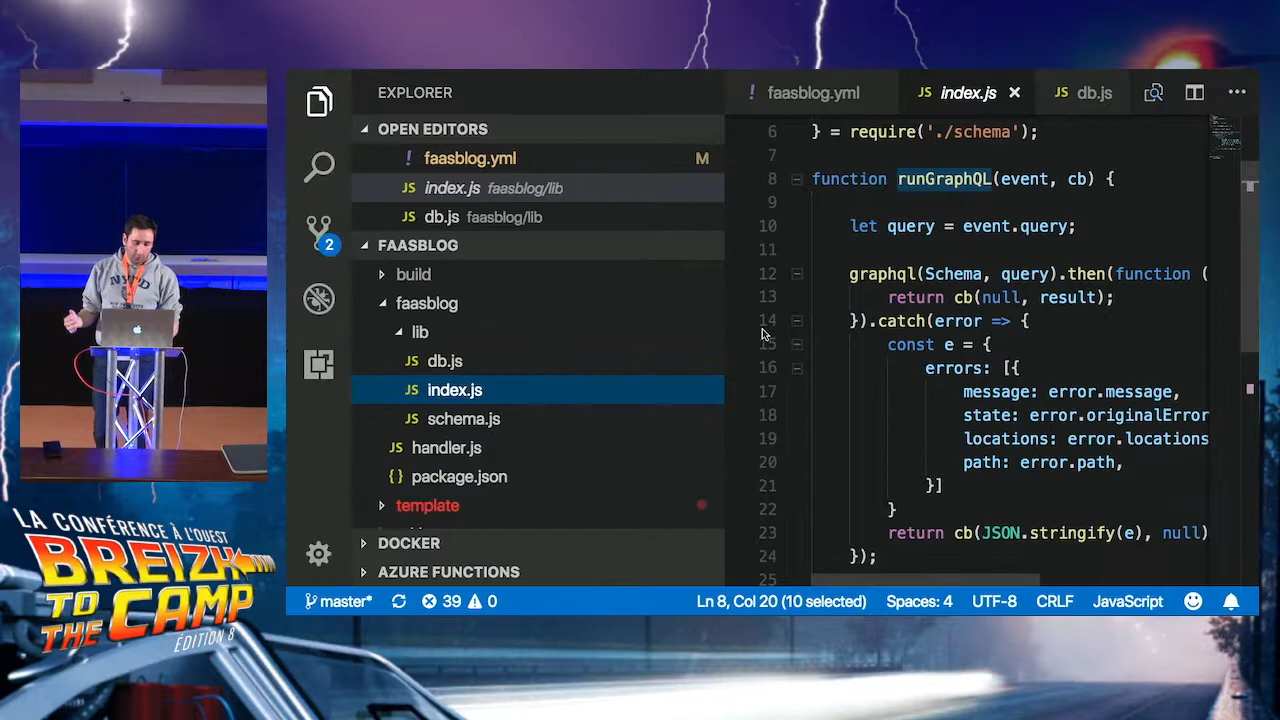 EXPLORER
OPEN EDITORS
! faasblog.yml M
JS index.js faasblog/lib
JS db.js faasblog/lib
2
FAASBLOG
build
faasblog
lib
JS db.js
JS index.js
JS schema.js
JS handler.js
{ } package.json
template
DOCKER
AZURE FUNCTIONS
! faasblog.yml JS index.js JS db.js
6 } = require('./schema');
7
8 function runGraphQL(event, cb) {
9
10 let query = event.query;
11
12 graphql(Schema, query).then(function (
13 return cb(null, result);
14 }).catch(error => {
15 const e = {
16 errors: [{
17 message: error.message,
18 state: error.originalError
19 locations: error.locations
20 path: error.path,
21 }]
22 }
23 return cb(JSON.stringify(e), null)
24 });
25
master* 39 0 Ln 8, Col 20 (10 selected) Spaces: 4 UTF-8 CRLF JavaScript
LA CONFÉRENCE À L'OUEST
BREIZH
TO
THE CAMP
ÉDITION 8